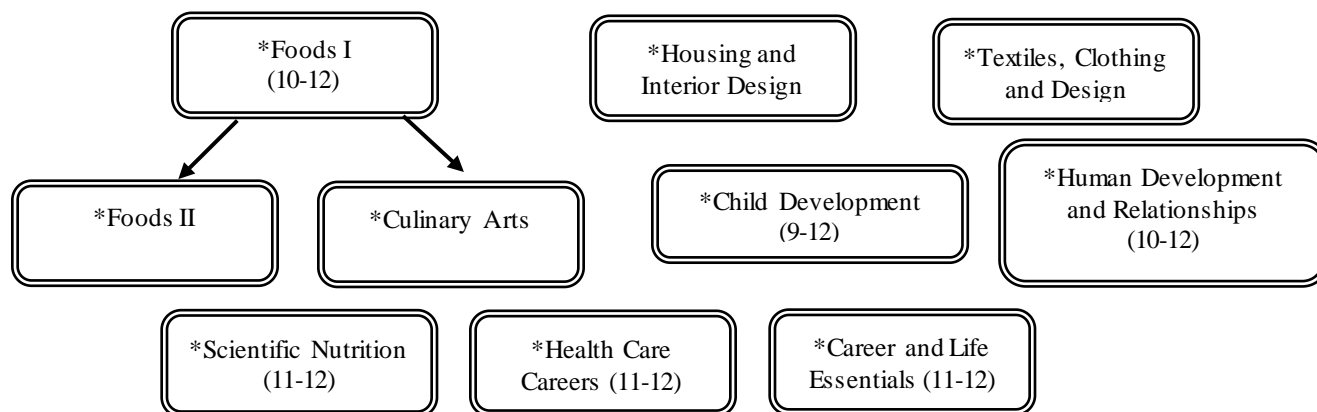 *Foods I
(10-12)
*Housing and
Interior Design
*Textiles, Clothing
and Design
*Foods II
*Culinary Arts
*Child Development
(9-12)
*Human Development
and Relationships
(10-12)
*Scientific Nutrition
(11-12)
*Health Care
Careers (11-12)
*Career and Life
Essentials (11-12)